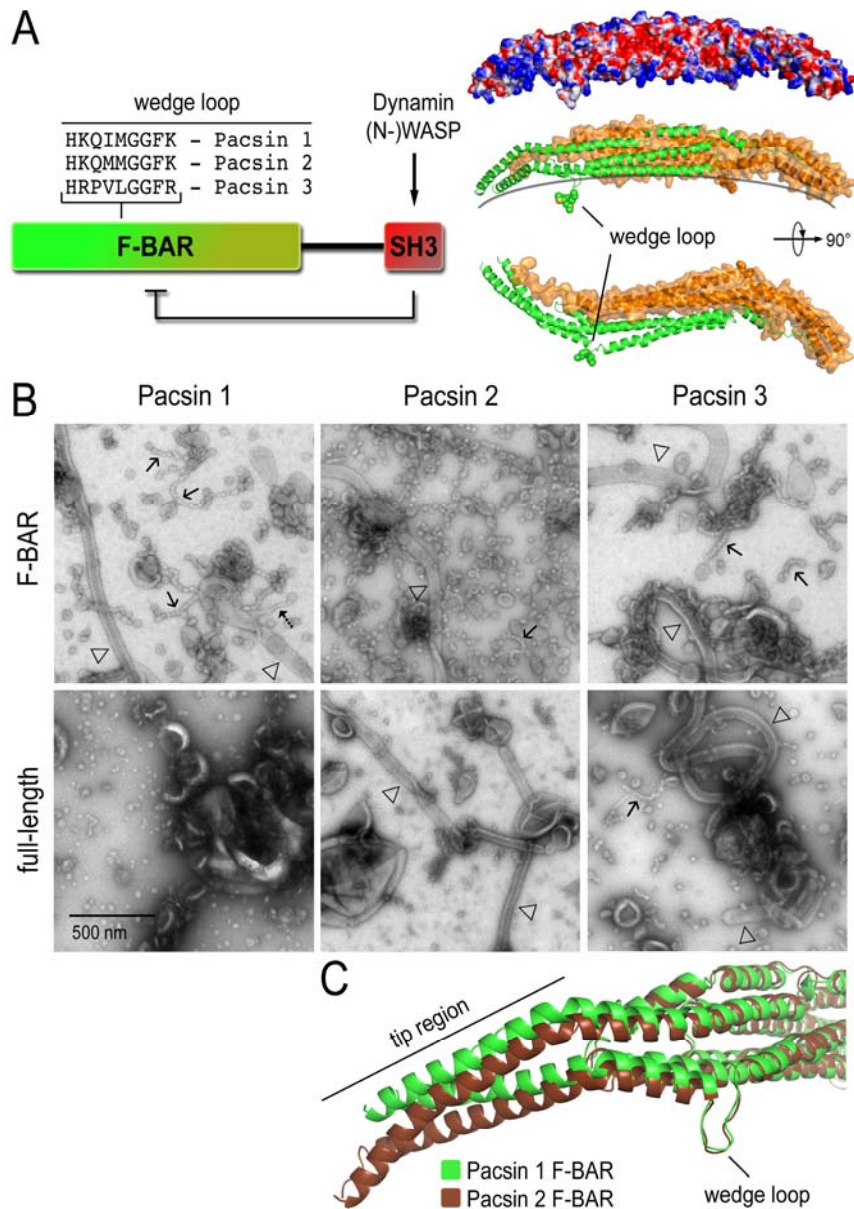 A
wedge loop
HKQIMGGFK – Pacsin 1
HKQMMGGFK – Pacsin 2
HRPVLGGFR – Pacsin 3
Dynamin
(N-)WASP
F-BAR
SH3
wedge loop
90°
B
Pacsin 1
Pacsin 2
Pacsin 3
F-BAR
full-length
500 nm
C
tip region
Pacsin 1 F-BAR
Pacsin 2 F-BAR
wedge loop